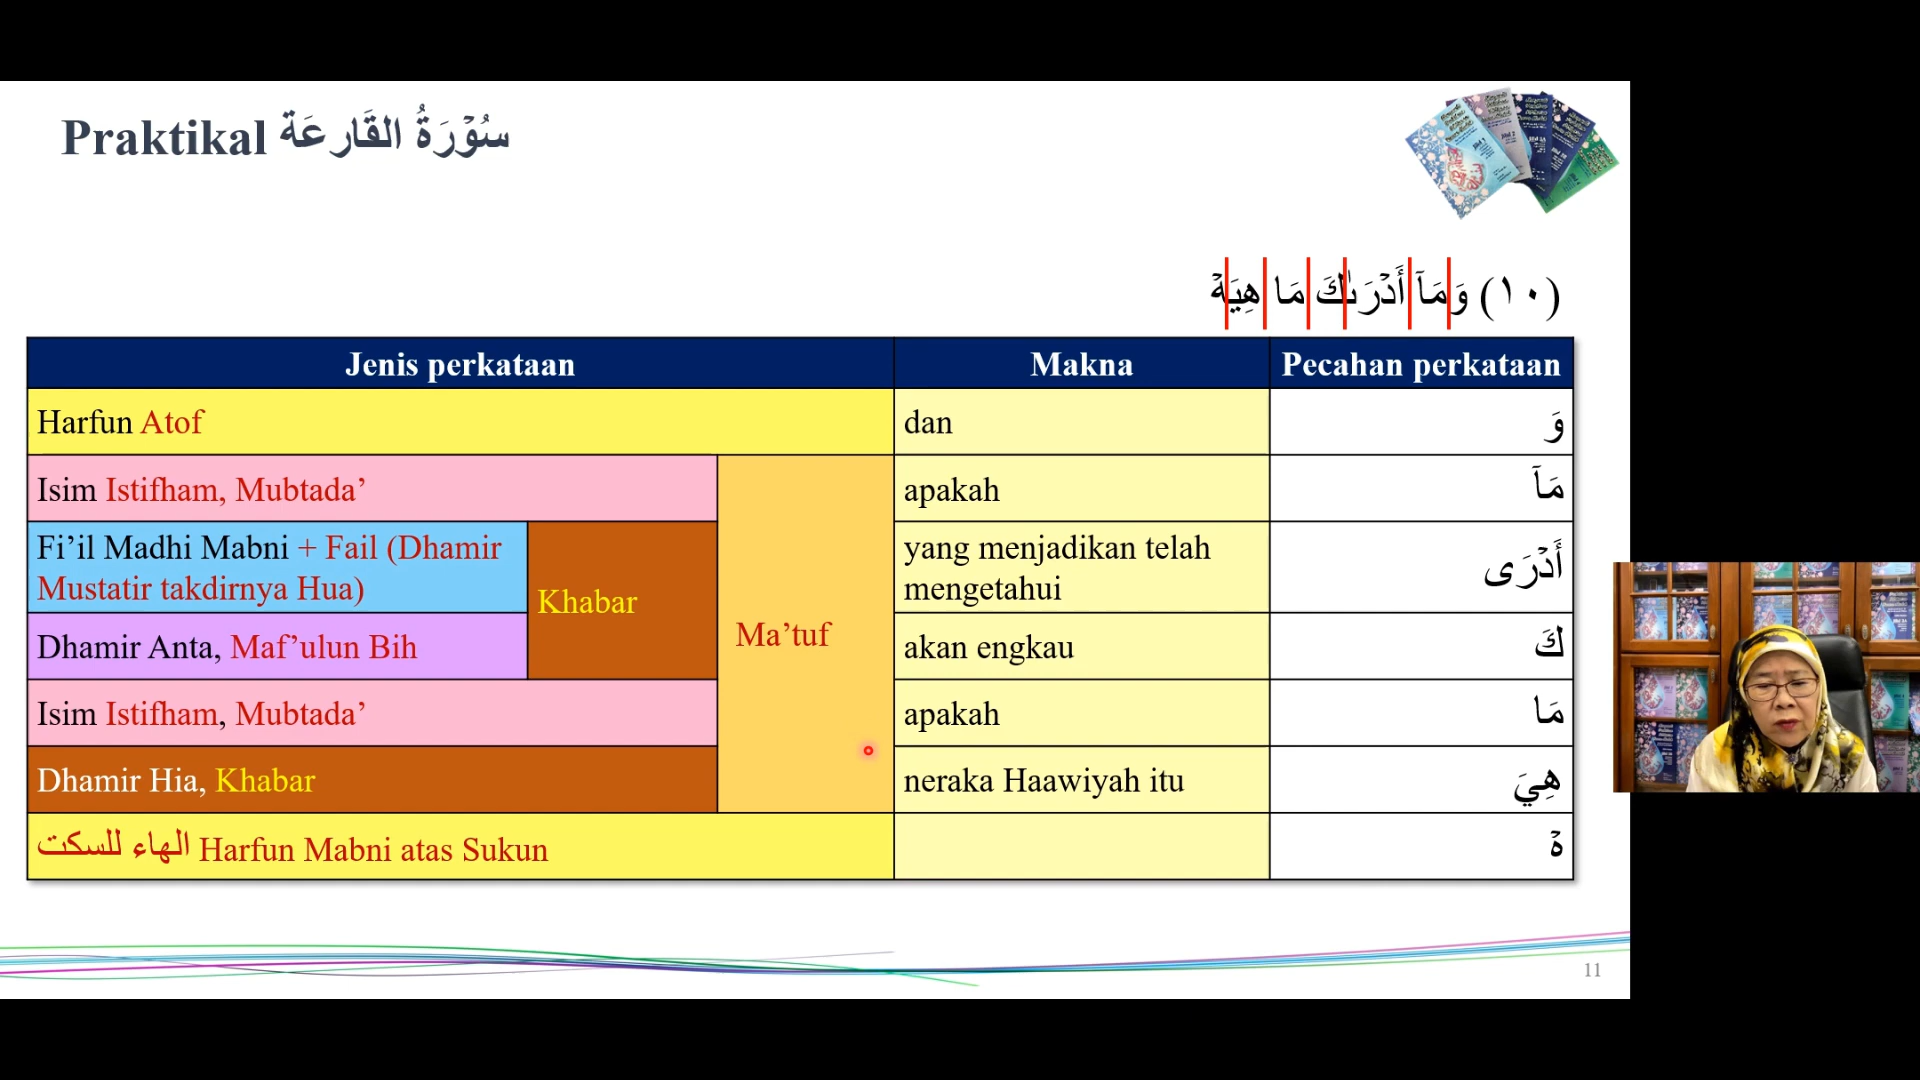 Praktikal سُوۡرَةُ القَارعَة
(١٠) وَمَآ أَدۡرَىٰكَ مَا هِيَهۡ
Jenis perkataan Makna Pecahan perkataan
Harfun Atof dan وَ
Isim Istifham, Mubtada’ apakah مَآ
Fi’il Madhi Mabni + Fail (Dhamir Mustatir takdirnya Hua) yang menjadikan telah mengetahui أَدۡرَى
Khabar
Ma’tuf
Dhamir Anta, Maf’ulun Bih akan engkau كَ
Isim Istifham, Mubtada’ apakah مَا
Dhamir Hia, Khabar neraka Haawiyah itu هِيَ
الهاء للسكت Harfun Mabni atas Sukun هۡ
11